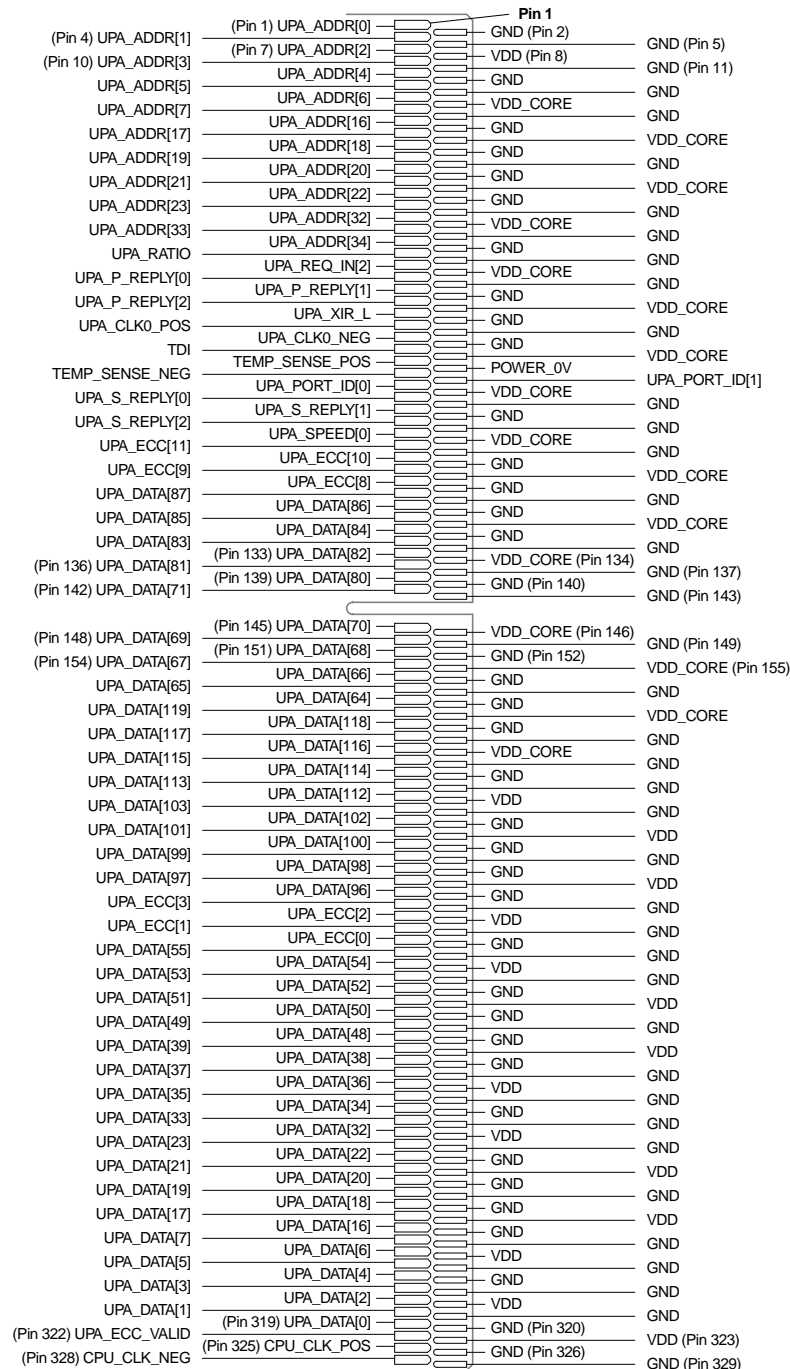 Pin 1
(Pin 1) UPA_ADDR[0]
GND (Pin 2)
(Pin 4) UPA_ADDR[1]
GND (Pin 5)
(Pin 7) UPA_ADDR[2]
VDD (Pin 8)
(Pin 10) UPA_ADDR[3]
GND (Pin 11)
UPA_ADDR[4]
GND
UPA_ADDR[5]
GND
UPA_ADDR[6]
VDD_CORE
UPA_ADDR[7]
GND
UPA_ADDR[16]
GND
UPA_ADDR[17]
VDD_CORE
UPA_ADDR[18]
GND
UPA_ADDR[19]
GND
UPA_ADDR[20]
GND
UPA_ADDR[21]
VDD_CORE
UPA_ADDR[22]
GND
UPA_ADDR[23]
GND
UPA_ADDR[32]
VDD_CORE
UPA_ADDR[33]
GND
UPA_ADDR[34]
GND
UPA_RATIO
GND
UPA_REQ_IN[2]
VDD_CORE
UPA_P_REPLY[0]
GND
UPA_P_REPLY[1]
GND
UPA_P_REPLY[2]
VDD_CORE
UPA_XIR_L
GND
UPA_CLK0_POS
GND
UPA_CLK0_NEG
GND
TDI
VDD_CORE
TEMP_SENSE_POS
POWER_0V
TEMP_SENSE_NEG
UPA_PORT_ID[1]
UPA_PORT_ID[0]
VDD_CORE
UPA_S_REPLY[0]
GND
UPA_S_REPLY[1]
GND
UPA_S_REPLY[2]
GND
UPA_SPEED[0]
VDD_CORE
UPA_ECC[11]
GND
UPA_ECC[10]
GND
UPA_ECC[9]
VDD_CORE
UPA_ECC[8]
GND
UPA_DATA[87]
GND
UPA_DATA[86]
GND
UPA_DATA[85]
VDD_CORE
UPA_DATA[84]
GND
UPA_DATA[83]
GND
(Pin 133) UPA_DATA[82]
VDD_CORE (Pin 134)
(Pin 136) UPA_DATA[81]
GND (Pin 137)
(Pin 139) UPA_DATA[80]
GND (Pin 140)
(Pin 142) UPA_DATA[71]
GND (Pin 143)
(Pin 145) UPA_DATA[70]
VDD_CORE (Pin 146)
(Pin 148) UPA_DATA[69]
GND (Pin 149)
(Pin 151) UPA_DATA[68]
GND (Pin 152)
(Pin 154) UPA_DATA[67]
VDD_CORE (Pin 155)
UPA_DATA[66]
GND
UPA_DATA[65]
GND
UPA_DATA[64]
GND
UPA_DATA[119]
VDD_CORE
UPA_DATA[118]
GND
UPA_DATA[117]
GND
UPA_DATA[116]
VDD_CORE
UPA_DATA[115]
GND
UPA_DATA[114]
GND
UPA_DATA[113]
GND
UPA_DATA[112]
VDD
UPA_DATA[103]
GND
UPA_DATA[102]
GND
UPA_DATA[101]
VDD
UPA_DATA[100]
GND
UPA_DATA[99]
GND
UPA_DATA[98]
GND
UPA_DATA[97]
VDD
UPA_DATA[96]
GND
UPA_ECC[3]
GND
UPA_ECC[2]
VDD
UPA_ECC[1]
GND
UPA_ECC[0]
GND
UPA_DATA[55]
GND
UPA_DATA[54]
VDD
UPA_DATA[53]
GND
UPA_DATA[52]
GND
UPA_DATA[51]
VDD
UPA_DATA[50]
GND
UPA_DATA[49]
GND
UPA_DATA[48]
GND
UPA_DATA[39]
VDD
UPA_DATA[38]
GND
UPA_DATA[37]
GND
UPA_DATA[36]
VDD
UPA_DATA[35]
GND
UPA_DATA[34]
GND
UPA_DATA[33]
GND
UPA_DATA[32]
VDD
UPA_DATA[23]
GND
UPA_DATA[22]
GND
UPA_DATA[21]
VDD
UPA_DATA[20]
GND
UPA_DATA[19]
GND
UPA_DATA[18]
GND
UPA_DATA[17]
VDD
UPA_DATA[16]
GND
UPA_DATA[7]
GND
UPA_DATA[6]
VDD
UPA_DATA[5]
GND
UPA_DATA[4]
GND
UPA_DATA[3]
GND
UPA_DATA[2]
VDD
UPA_DATA[1]
GND
(Pin 319) UPA_DATA[0]
GND (Pin 320)
(Pin 322) UPA_ECC_VALID
VDD (Pin 323)
(Pin 325) CPU_CLK_POS
GND (Pin 326)
(Pin 328) CPU_CLK_NEG
GND (Pin 329)